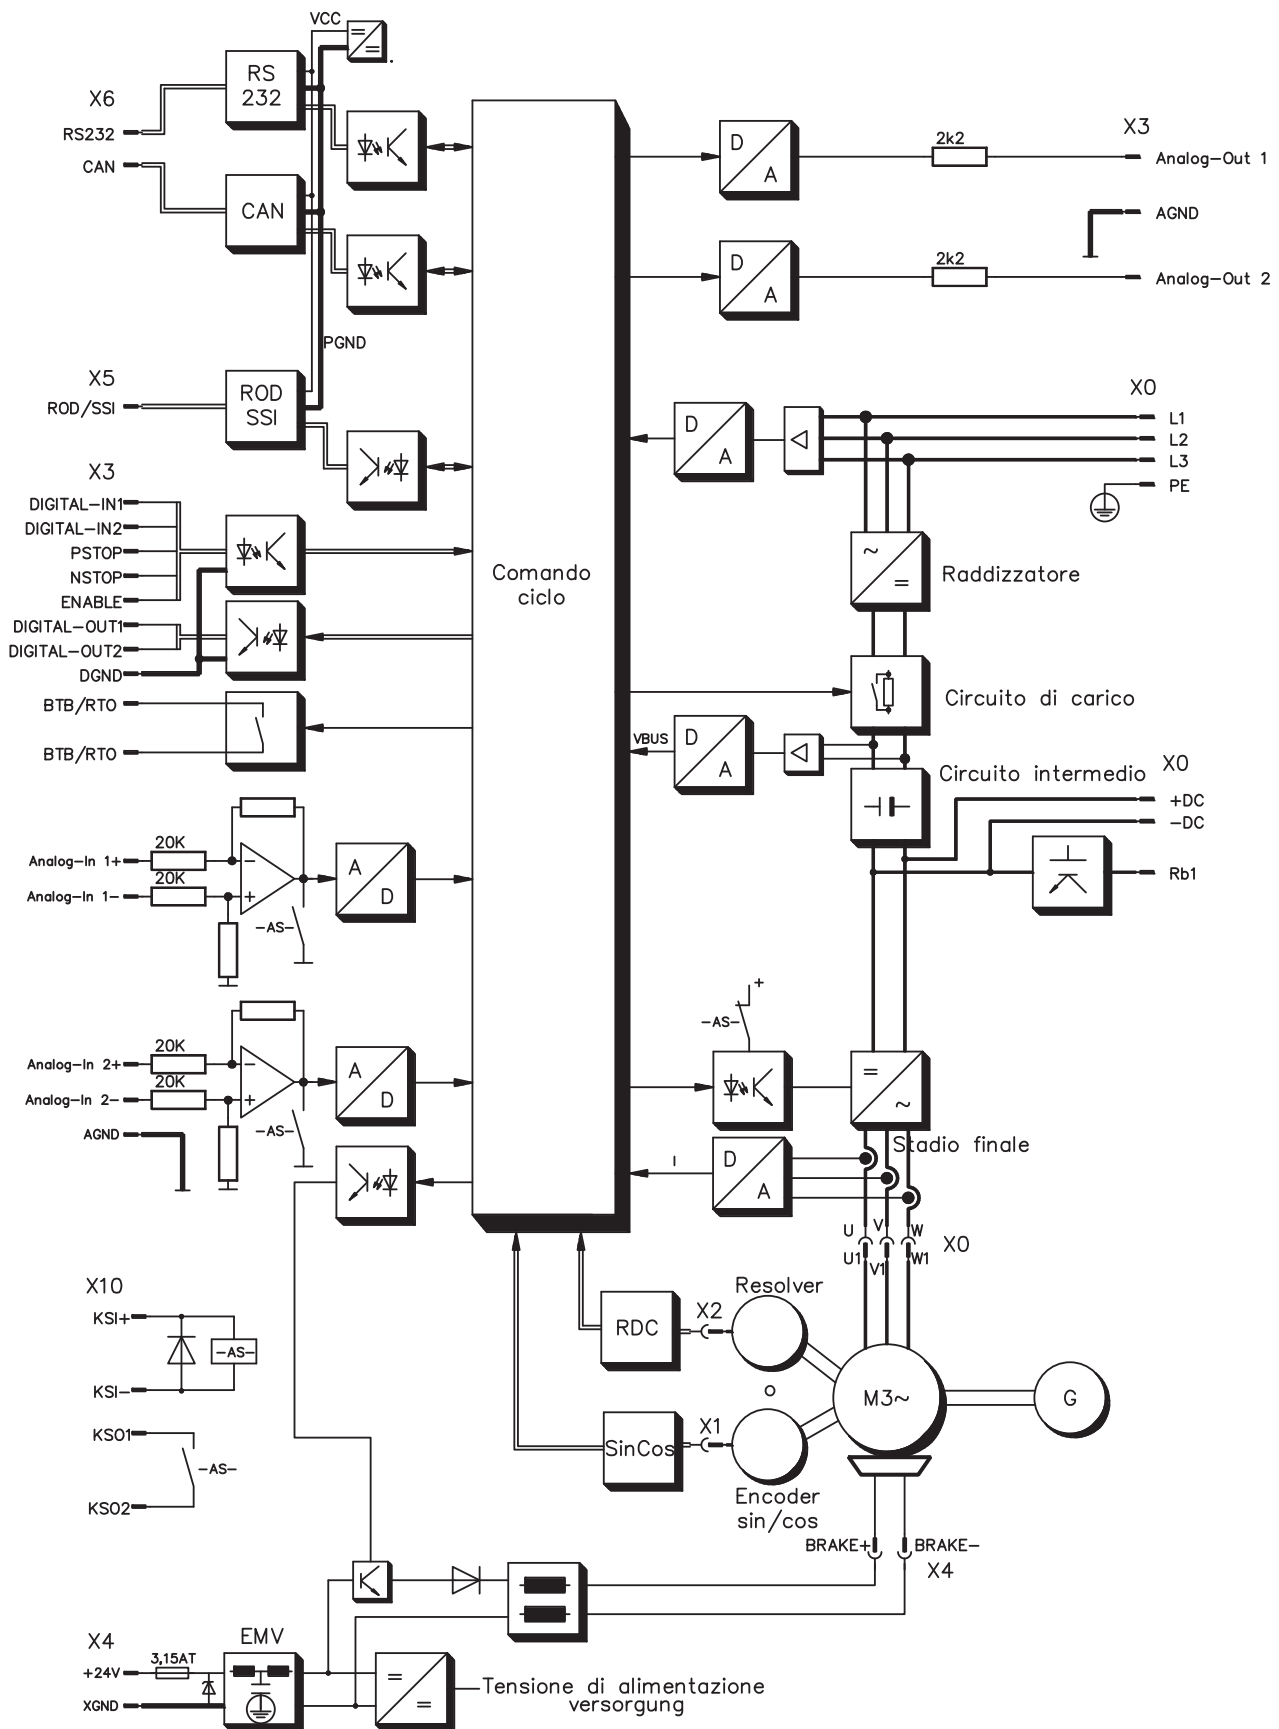 VCC
RS
232
X6
RS232
CAN
CAN
PGND
X5
ROD/SSI
ROD
SSI
X3
DIGITAL-IN1
DIGITAL-IN2
PSTOP
NSTOP
ENABLE
DIGITAL-OUT1
DIGITAL-OUT2
DGND
BTB/RTO
BTB/RTO
20K
Analog-In 1+
20K
Analog-In 1-
-
+
-AS-
A
D
20K
Analog-In 2+
20K
Analog-In 2-
-
+
-AS-
A
D
AGND
Comando
ciclo
D
A
2k2
X3
Analog-Out 1
AGND
D
A
2k2
Analog-Out 2
X0
L1
L2
L3
PE
D
A
~
=
Raddizzatore
Circuito di carico
VBUS
D
A
Circuito intermedio
X0
+DC
-DC
Rb1
+
-AS-
=
~
Stadio finale
I
D
A
U
V
W
X0
U1
V1
W1
X10
KSI+
-AS-
KSI-
KSO1
-AS-
KSO2
Resolver
X2
RDC
O
M3~
G
X1
SinCos
Encoder
sin/cos
BRAKE+
BRAKE-
X4
X4
EMV
3,15AT
+24V
XGND
=
=
Tensione di alimentazione
versorgung